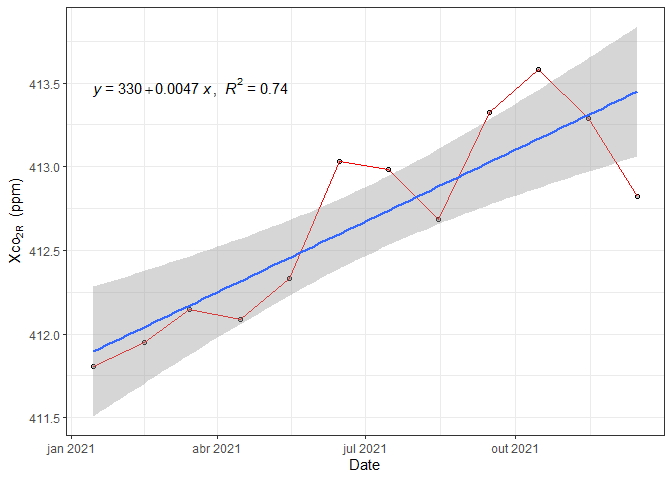 y = 330 + 0.0047 x ,  R² = 0.74
413.5
413.0
412.5
412.0
411.5
Xco₂R (ppm)
jan 2021 abr 2021 jul 2021 out 2021
Date